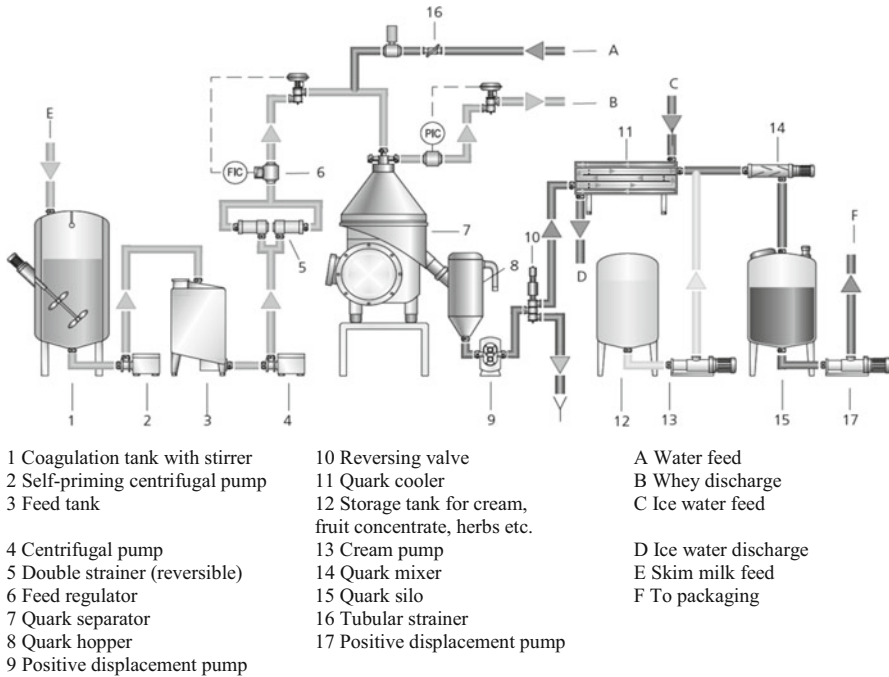 16
A
E
C
B
PIC
11
14
FIC
6
10
F
7
5
8
D
1
2
3
4
9
12
13
15
17
1 Coagulation tank with stirrer
2 Self-priming centrifugal pump
3 Feed tank
4 Centrifugal pump
5 Double strainer (reversible)
6 Feed regulator
7 Quark separator
8 Quark hopper
9 Positive displacement pump
10 Reversing valve
11 Quark cooler
12 Storage tank for cream,
fruit concentrate, herbs etc.
13 Cream pump
14 Quark mixer
15 Quark silo
16 Tubular strainer
17 Positive displacement pump
A Water feed
B Whey discharge
C Ice water feed
D Ice water discharge
E Skim milk feed
F To packaging